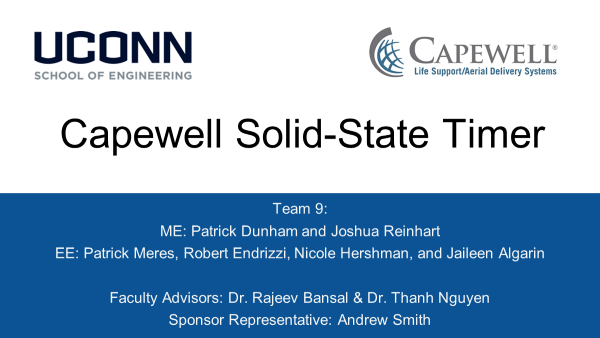 UCONN
SCHOOL OF ENGINEERING
CAPEWELL®
Life Support/Aerial Delivery Systems
Capewell Solid-State Timer
Team 9:
ME: Patrick Dunham and Joshua Reinhart
EE: Patrick Meres, Robert Endrizzi, Nicole Hershman, and Jaileen Algarin
Faculty Advisors: Dr. Rajeev Bansal & Dr. Thanh Nguyen
Sponsor Representative: Andrew Smith